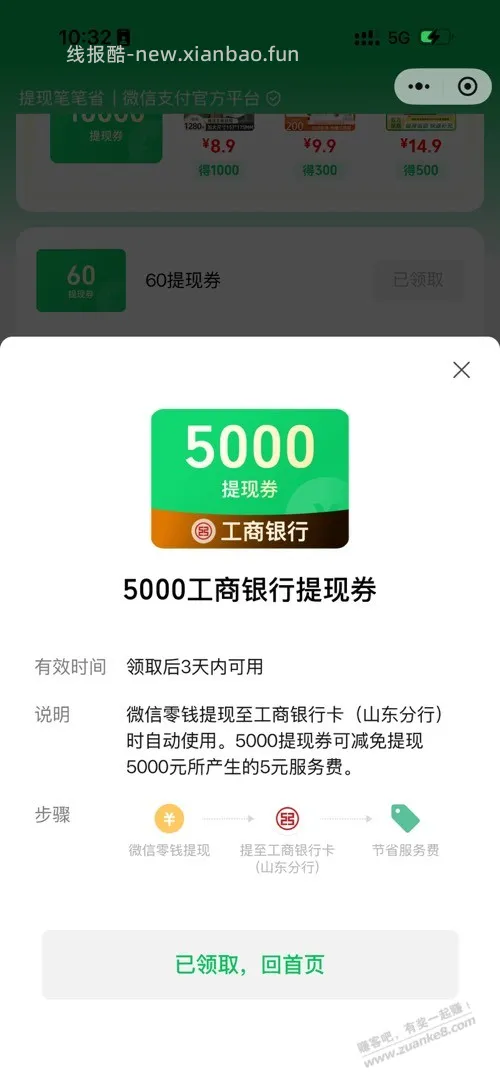 10:32
5G
线报酷-new.xianbao.fun
提现笔笔省 | 微信支付官方平台
10000
提现券
¥8.9
¥9.9
¥14.9
得1000
得300
得500
60
提现券
60提现券
已领取
5000
提现券
工商银行
5000工商银行提现券
有效时间 领取后3天内可用
说明 微信零钱提现至工商银行卡（山东分行）
时自动使用。5000提现券可减免提现
5000元所产生的5元服务费。
步骤
微信零钱提现
提至工商银行卡
(山东分行)
节省服务费
已领取，回首页
赚客吧，有奖一起赚！
www.zuanke8.com